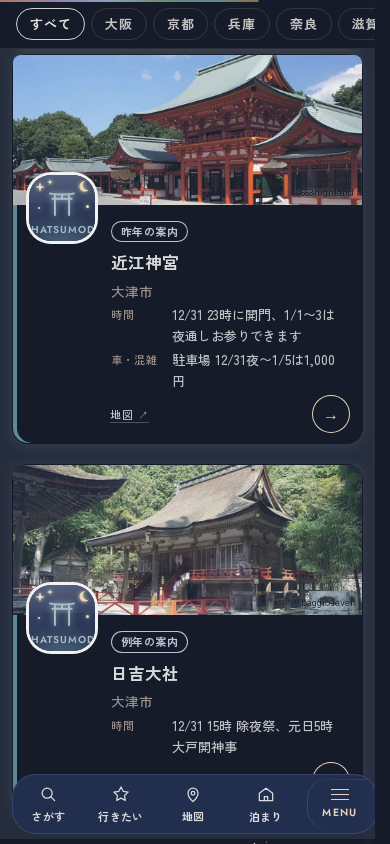 すべて
大阪
京都
兵庫
奈良
滋賀
HATSUMOD
昨年の案内
近江神宮
大津市
時間
12/31 23時に開門、1/1〜3は
夜通しお参りできます
車・混雑
駐車場 12/31夜〜1/5は1,000
円
地図 ↗
→
baggio4ever
HATSUMOD
例年の案内
日吉大社
大津市
時間
12/31 15時 除夜祭、元日5時
大戸開神事
さがす
行きたい
地図
泊まり
MENU